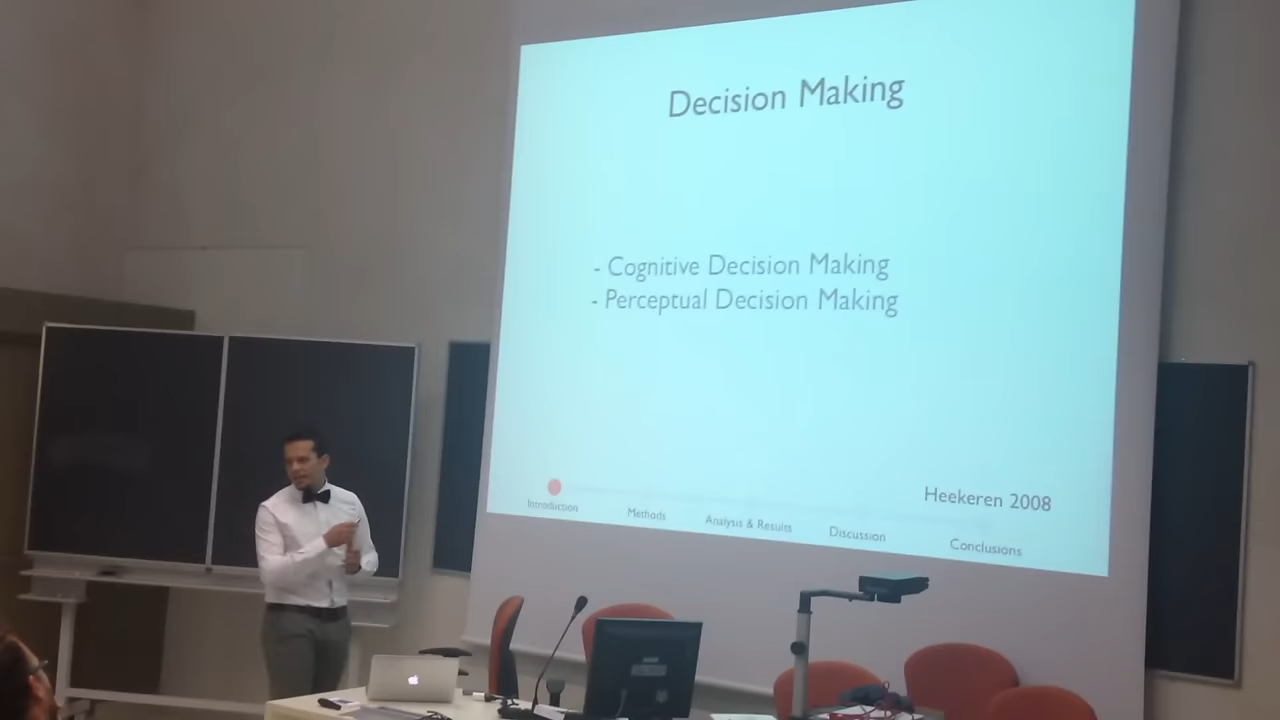 Decision Making
- Cognitive Decision Making
- Perceptual Decision Making
Heekeren 2008
Introduction
Methods
Analysis & Results
Discussion
Conclusions